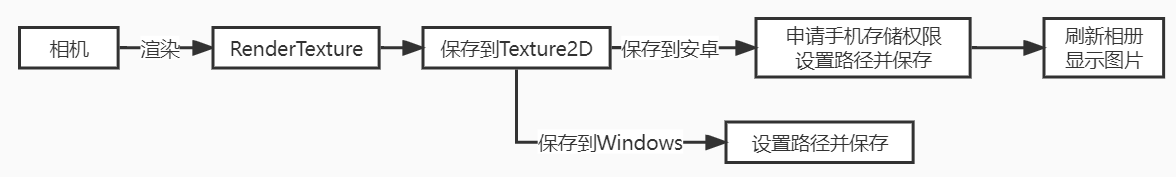 相机
渲染
RenderTexture
保存到Texture2D
保存到安卓
申请手机存储权限
设置路径并保存
刷新相册
显示图片
保存到Windows
设置路径并保存